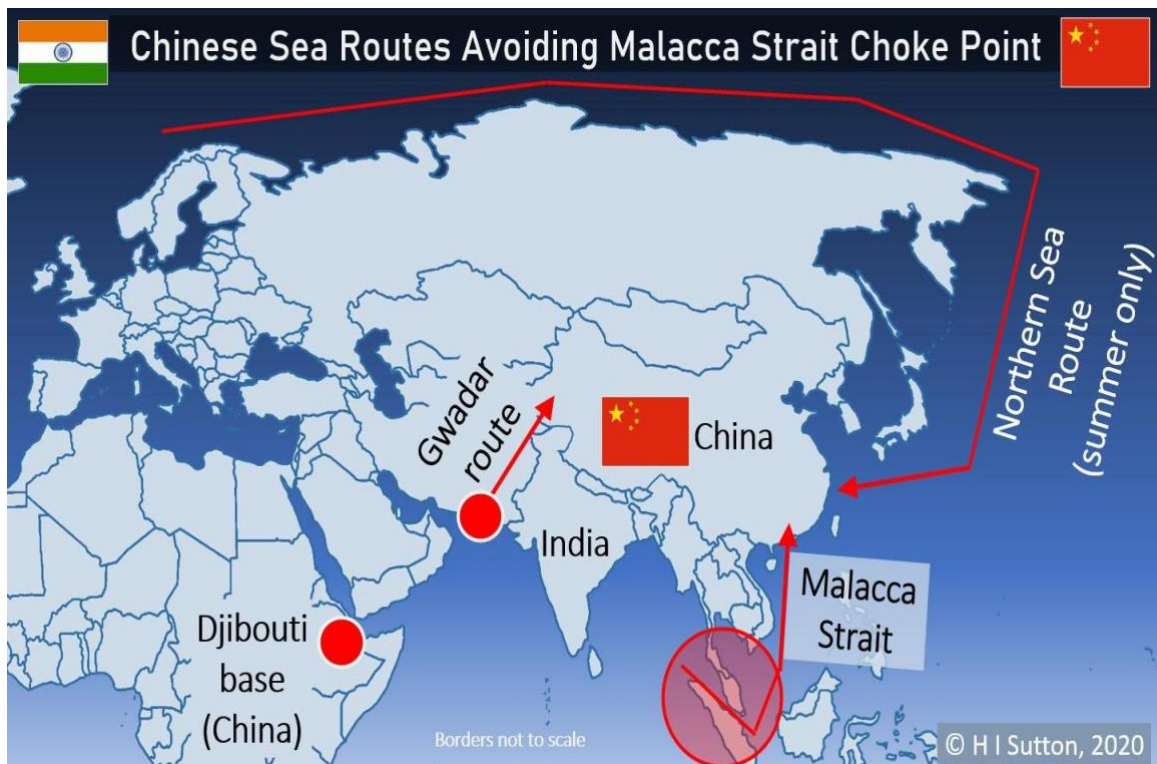 Chinese Sea Routes Avoiding Malacca Strait Choke Point
Northern Sea
Route
(summer only)
Gwadar
route
China
India
Malacca
Strait
Djibouti
base
(China)
Borders not to scale
© H I Sutton, 2020